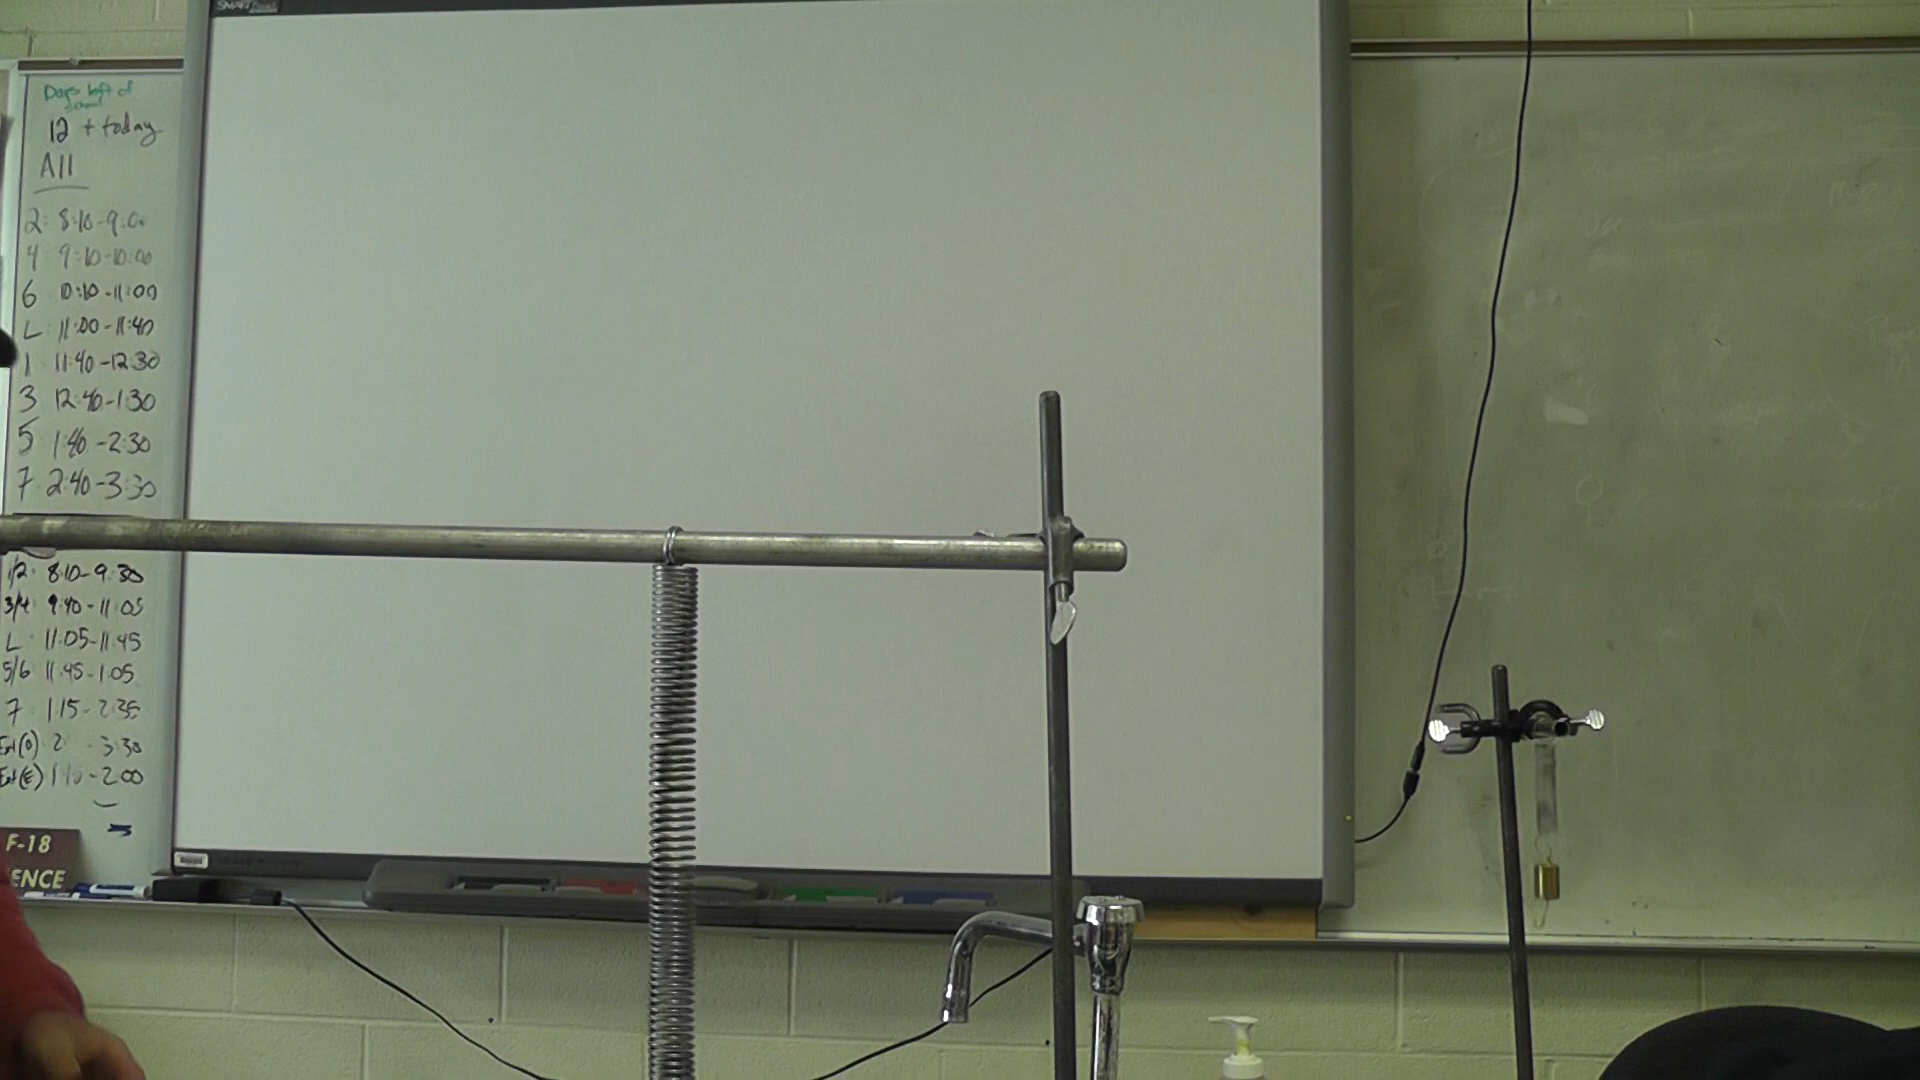 SMART
Days left of
school
12 + today
All
2: 8:10-9:00
4 9:10-10:00
6 10:10-11:00
L 11:00-11:40
1 11:40-12:30
3 12:40-1:30
5 1:40-2:30
7 2:40-3:30
1/2: 8:10-9:30
3/4: 9:40-11:05
L 11:05-11:45
5/6 11:45-1:05
7 1:15-2:35
3:30
2:00
F-18
ENCE